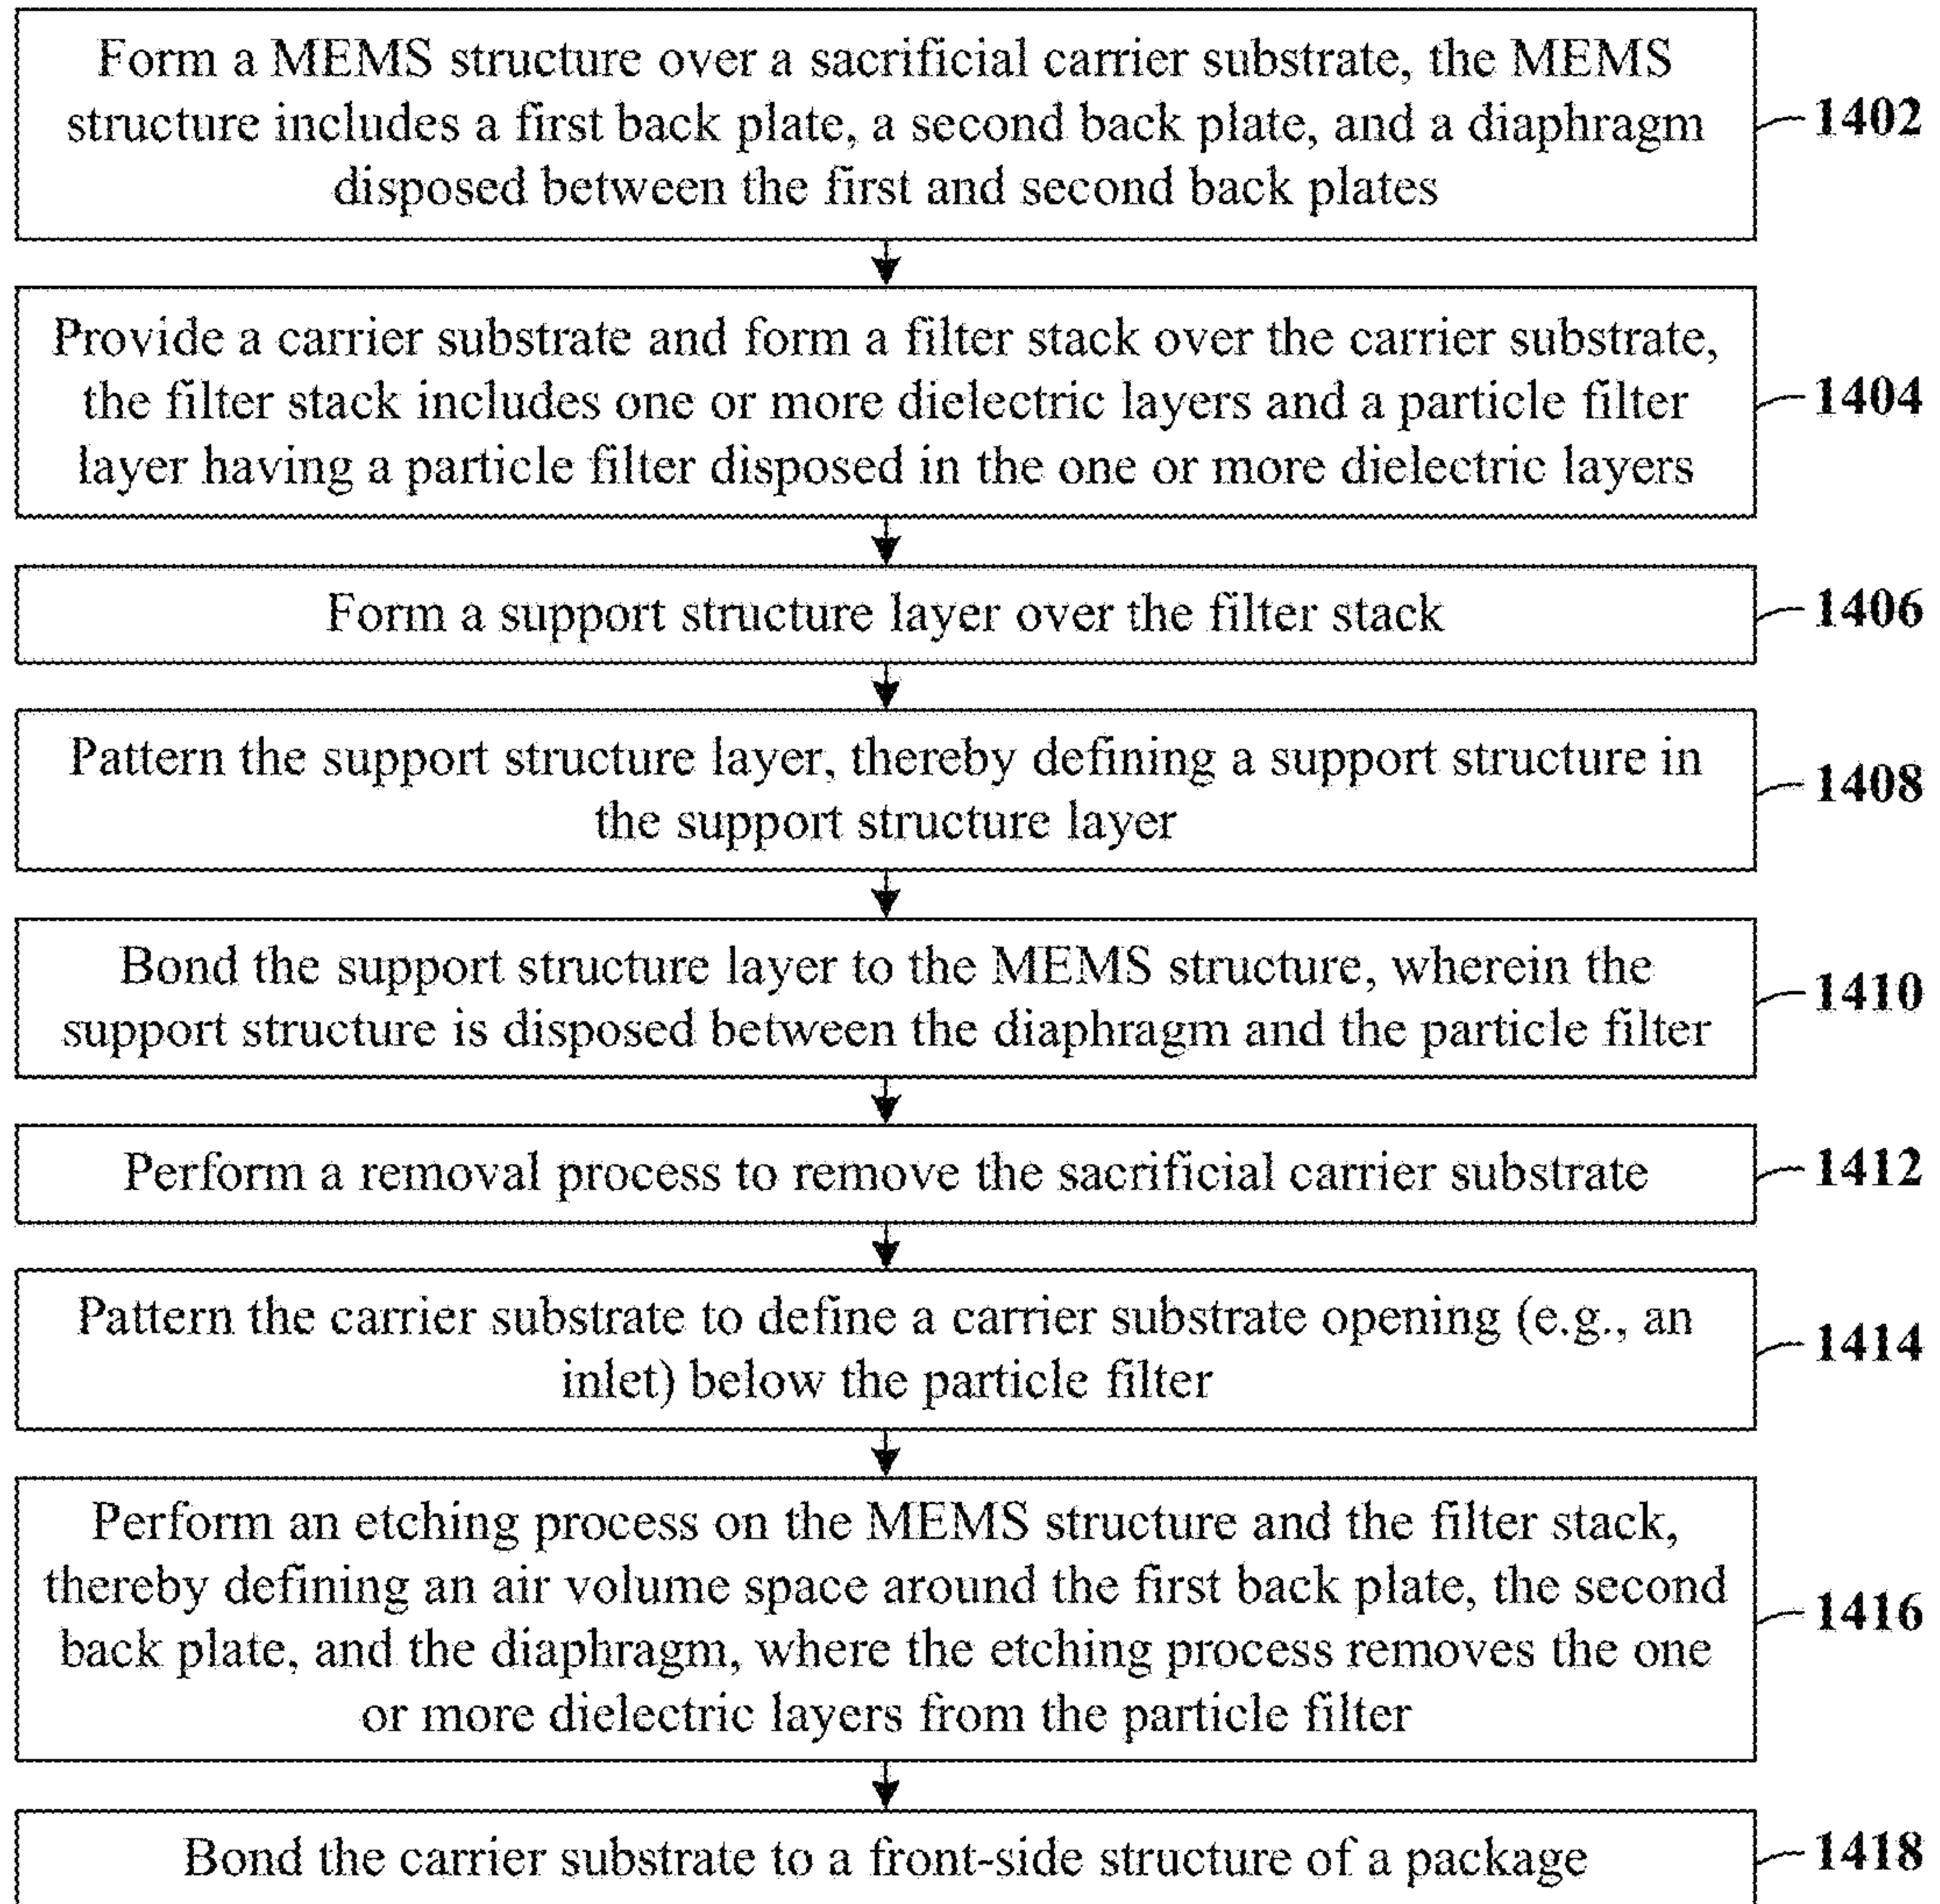 Form a MEMS structure over a sacrificial carrier substrate, the MEMS
structure includes a first back plate, a second back plate, and a diaphragm
disposed between the first and second back plates
1402
Provide a carrier substrate and form a filter stack over the carrier substrate,
the filter stack includes one or more dielectric layers and a particle filter
layer having a particle filter disposed in the one or more dielectric layers
1404
Form a support structure layer over the filter stack
1406
Pattern the support structure layer, thereby defining a support structure in
the support structure layer
1408
Bond the support structure layer to the MEMS structure, wherein the
support structure is disposed between the diaphragm and the particle filter
1410
Perform a removal process to remove the sacrificial carrier substrate
1412
Pattern the carrier substrate to define a carrier substrate opening (e.g., an
inlet) below the particle filter
1414
Perform an etching process on the MEMS structure and the filter stack,
thereby defining an air volume space around the first back plate, the second
back plate, and the diaphragm, where the etching process removes the one
or more dielectric layers from the particle filter
1416
Bond the carrier substrate to a front-side structure of a package
1418